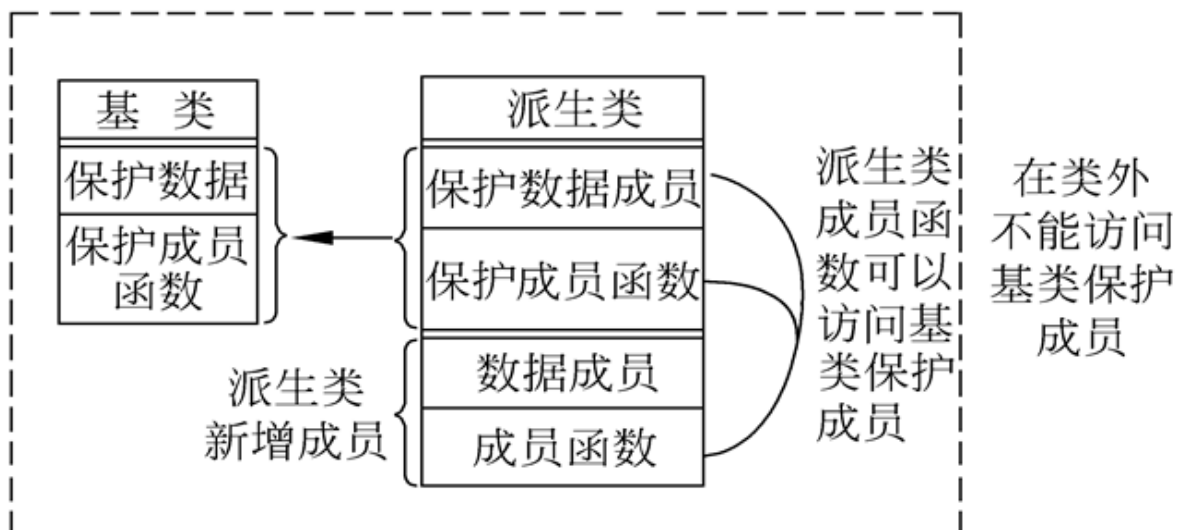 基 类
保护数据
保护成员
函数
派生类
保护数据成员
保护成员函数
数据成员
成员函数
派生类
新增成员
派生类
成员函
数可以
访问基
类保护
成员
在类外
不能访问
基类保护
成员